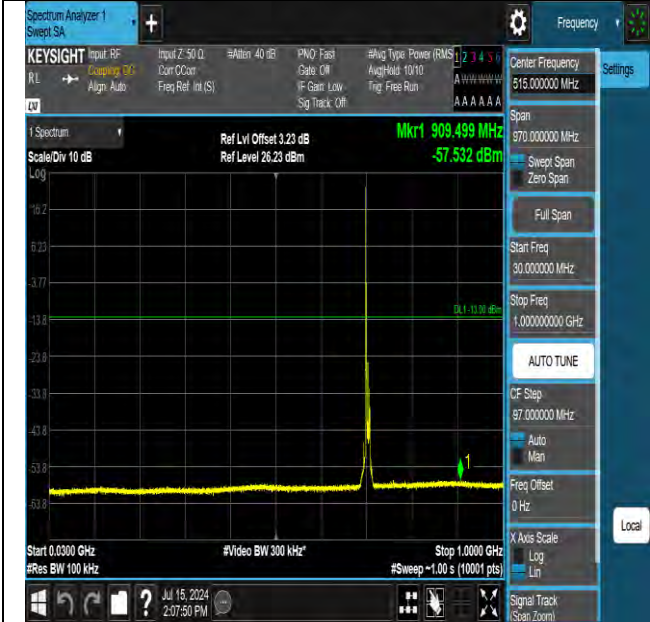 Spectrum Analyzer 1
Swept SA
Frequency
KEYSIGHT
RL
LXI
Input: RF
Coupling: DC
Align: Auto
Input Z: 50 Ω
Corr CCorr
Freq Ref: Int (S)
#Atten: 40 dB
PNO: Fast
Gate: Off
IF Gain: Low
Sig Track: Off
#Avg Type: Power (RMS
Avg|Hold: 10/10
Trig: Free Run
1 2 3 4 5 6
A W W W W W
A A A A A A
1 Spectrum
Scale/Div 10 dB
Log
Ref Lvl Offset 3.23 dB
Ref Level 26.23 dBm
Mkr1 909.499 MHz
-57.532 dBm
16.2
6.23
-3.77
-13.8
-23.8
-33.8
-43.8
-53.8
-63.8
DL1 -13.00 dBm
1
Start 0.0300 GHz
#Res BW 100 kHz
#Video BW 300 kHz*
Stop 1.0000 GHz
#Sweep ~1.00 s (10001 pts)
Jul 15, 2024
2:07:50 PM
Center Frequency
515.000000 MHz
Span
970.000000 MHz
Swept Span
Zero Span
Full Span
Start Freq
30.000000 MHz
Stop Freq
1.000000000 GHz
AUTO TUNE
CF Step
97.000000 MHz
Auto
Man
Freq Offset
0 Hz
X Axis Scale
Log
Lin
Signal Track
(Span Zoom)
Settings
Local